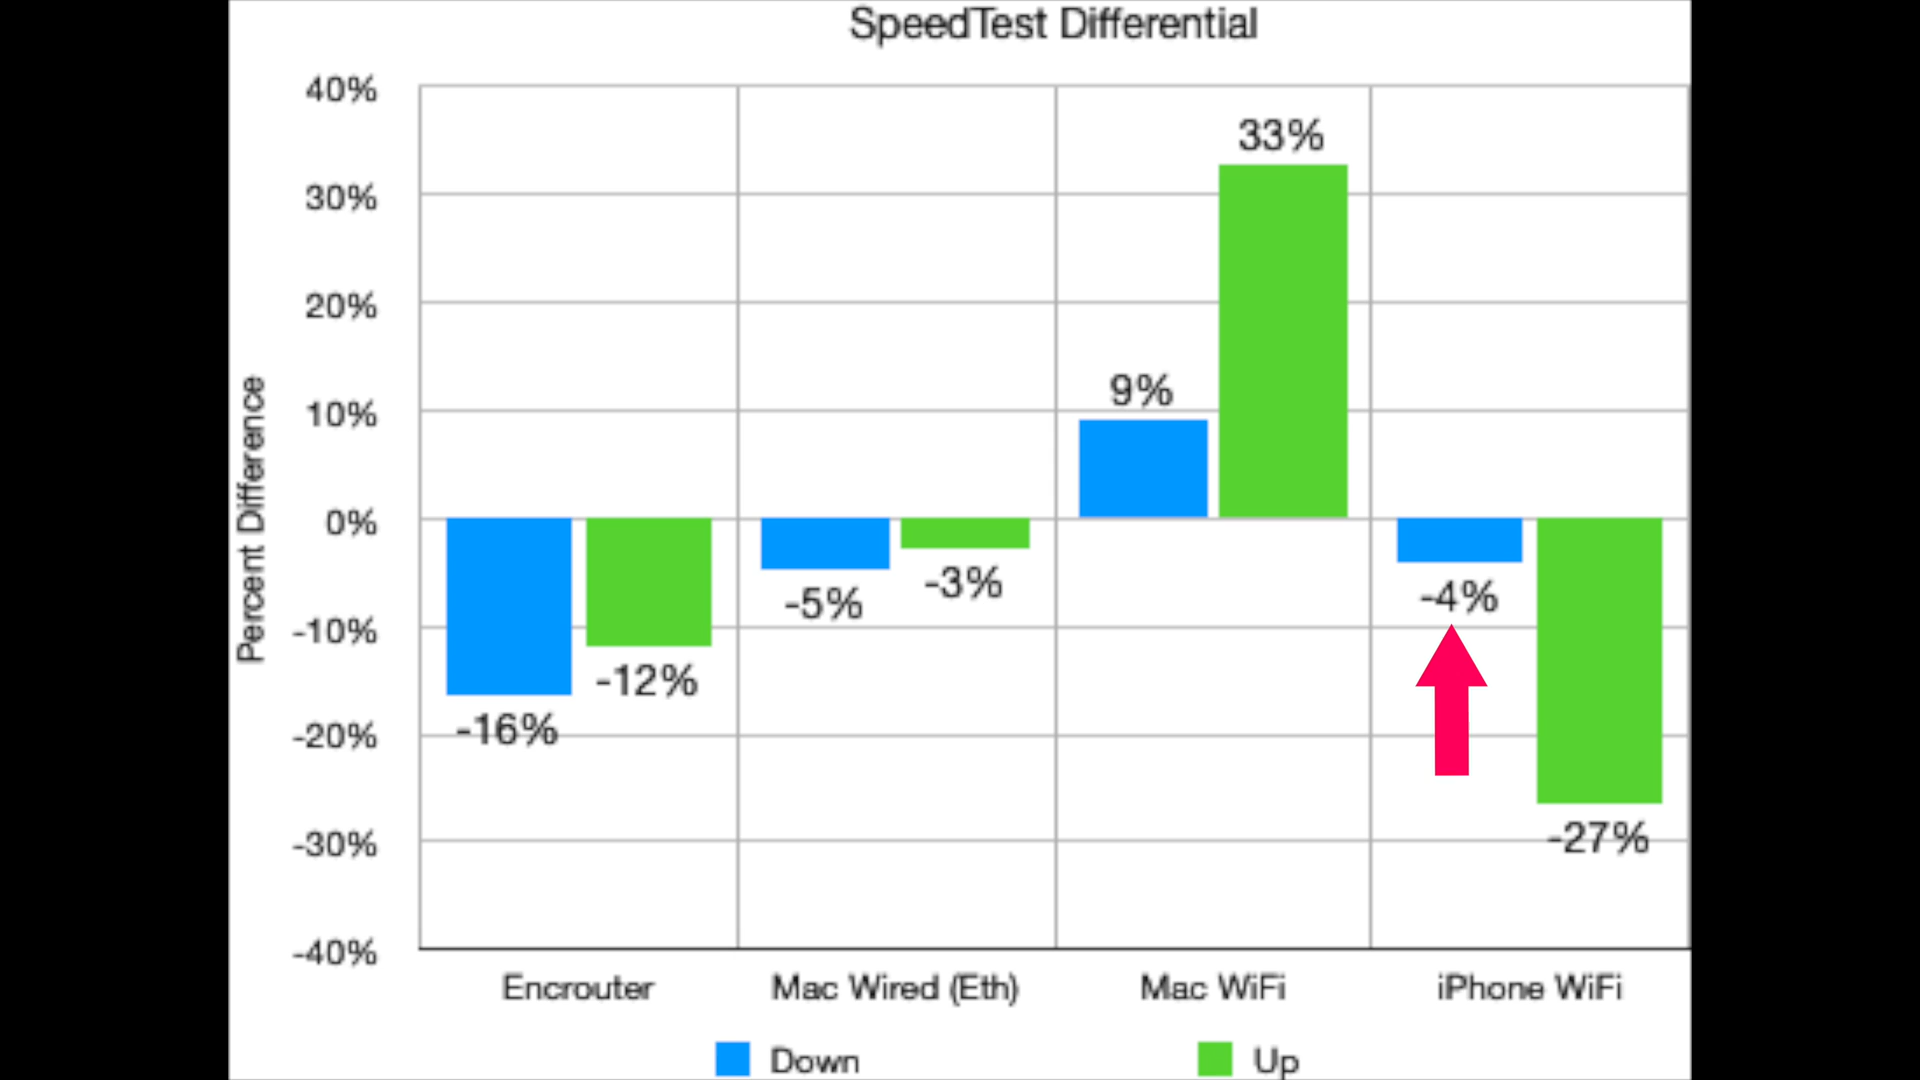 SpeedTest Differential
40%
30%
20%
10%
0%
-10%
-20%
-30%
-40%
Percent Difference
-16%
-12%
-5%
-3%
9%
33%
-4%
-27%
Encrouter
Mac Wired (Eth)
Mac WiFi
iPhone WiFi
Down
Up